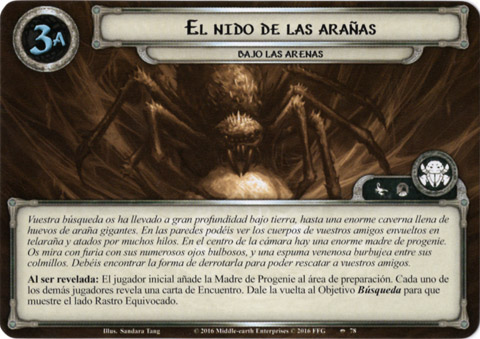 3A
EL NIDO DE LAS ARAÑAS
BAJO LAS ARENAS
Vuestra búsqueda os ha llevado a gran profundidad bajo tierra, hasta una enorme caverna llena de
huevos de araña gigantes. En las paredes podéis ver los cuerpos de vuestros amigos envueltos en
telaraña y atados por muchos hilos. En el centro de la cámara hay una enorme madre de progenie.
Os mira con furia con sus numerosos ojos bulbosos, y una espuma venenosa burbujea entre sus
colmillos. Debéis encontrar la forma de derrotarla para poder rescatar a vuestros amigos.
Al ser revelada: El jugador inicial añade la Madre de Progenie al área de preparación. Cada uno de
los demás jugadores revela una carta de Encuentro. Dale la vuelta al Objetivo Búsqueda para que
muestre el lado Rastro Equivocado.
Illus. Sandara Tang © 2016 Middle-earth Enterprises © 2016 FFG 78